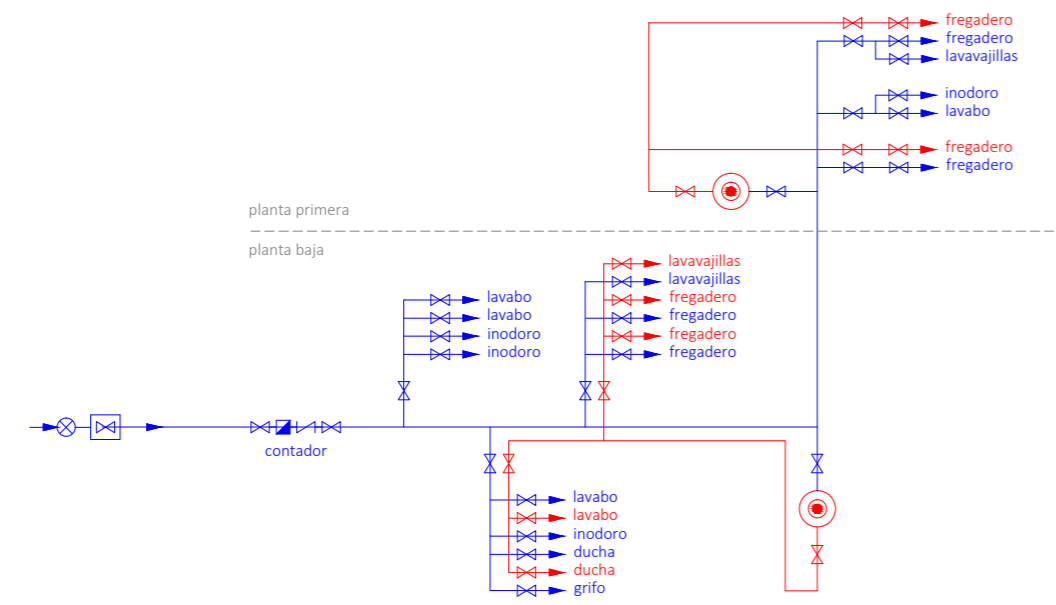 fregadero
fregadero
lavavajillas
inodoro
lavabo
fregadero
fregadero
planta primera
planta baja
lavavajillas
lavavajillas
fregadero
fregadero
fregadero
fregadero
lavabo
lavabo
inodoro
inodoro
contador
lavabo
lavabo
inodoro
ducha
ducha
grifo